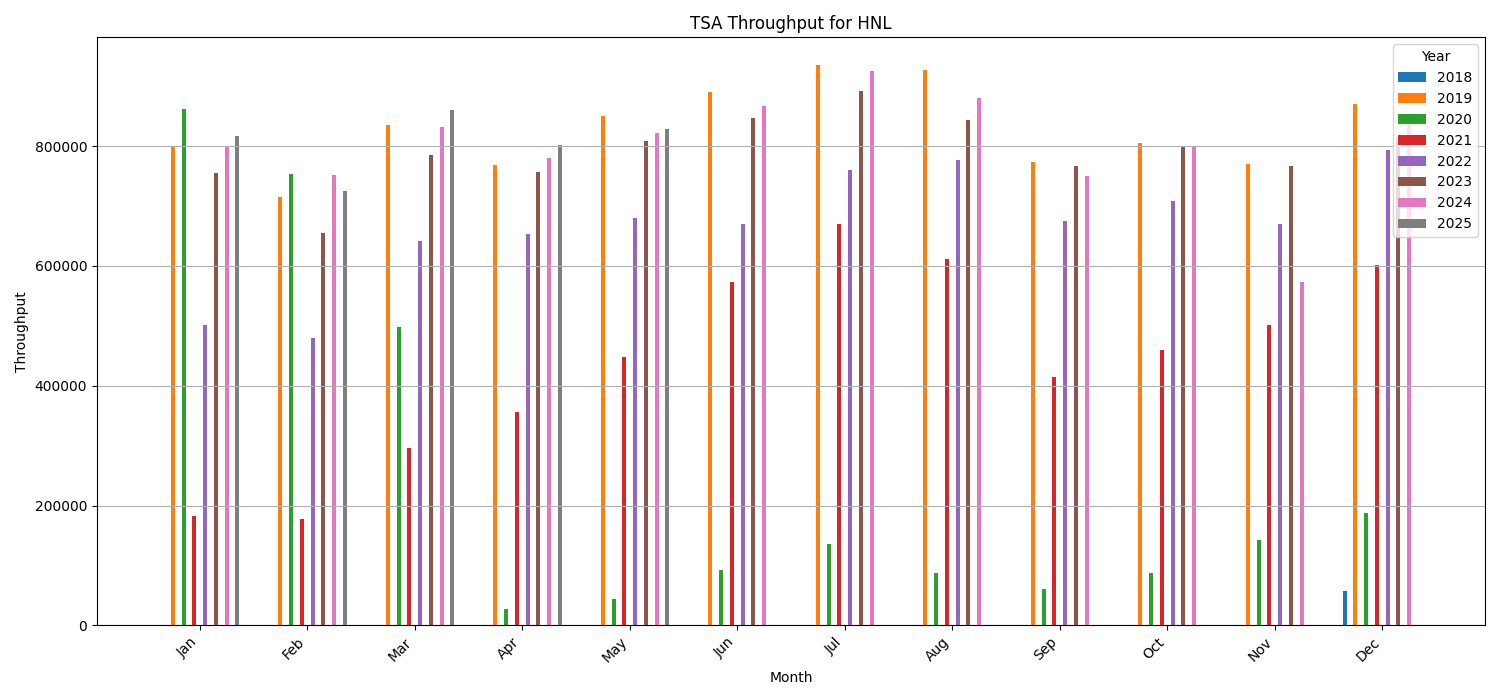 TSA Throughput for HNL
Year
2018
2019
2020
2021
2022
2023
2024
2025
Throughput
800000
600000
400000
200000
0
Jan
Feb
Mar
Apr
May
Jun
Jul
Aug
Sep
Oct
Nov
Dec
Month